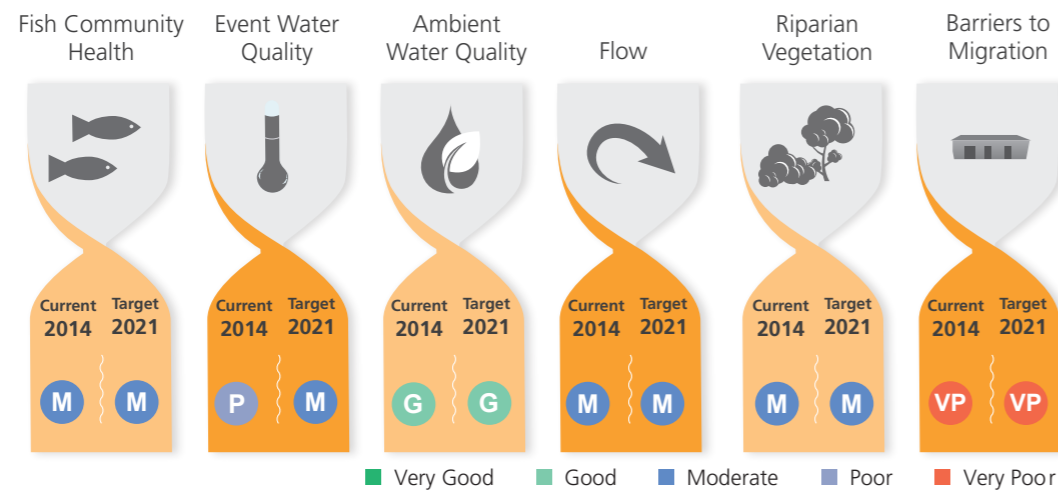 Fish Community
Health
Event Water
Quality
Ambient
Water Quality
Flow
Riparian
Vegetation
Barriers to
Migration
Current
2014
Target
2021
M
M
Current
2014
Target
2021
P
M
Current
2014
Target
2021
G
G
Current
2014
Target
2021
M
M
Current
2014
Target
2021
M
M
Current
2014
Target
2021
VP
VP
Very Good
Good
Moderate
Poor
Very Poor